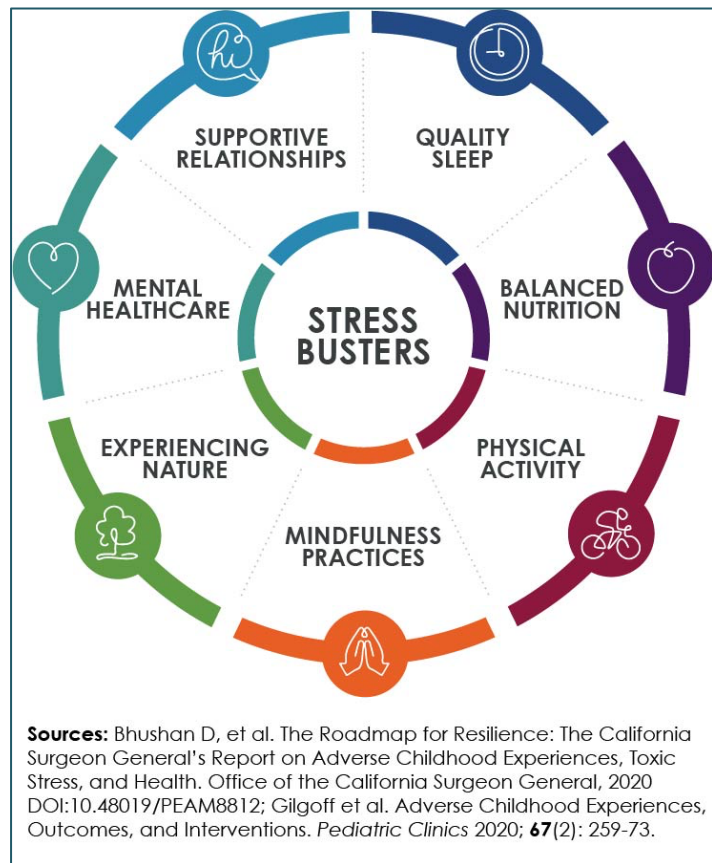 hi
SUPPORTIVE
RELATIONSHIPS
QUALITY
SLEEP
MENTAL
HEALTHCARE
STRESS
BUSTERS
BALANCED
NUTRITION
EXPERIENCING
NATURE
PHYSICAL
ACTIVITY
MINDFULNESS
PRACTICES
Sources: Bhushan D, et al. The Roadmap for Resilience: The California
Surgeon General's Report on Adverse Childhood Experiences, Toxic
Stress, and Health. Office of the California Surgeon General, 2020
DOI:10.48019/PEAM8812; Gilgoff et al. Adverse Childhood Experiences,
Outcomes, and Interventions. Pediatric Clinics 2020; 67(2): 259-73.